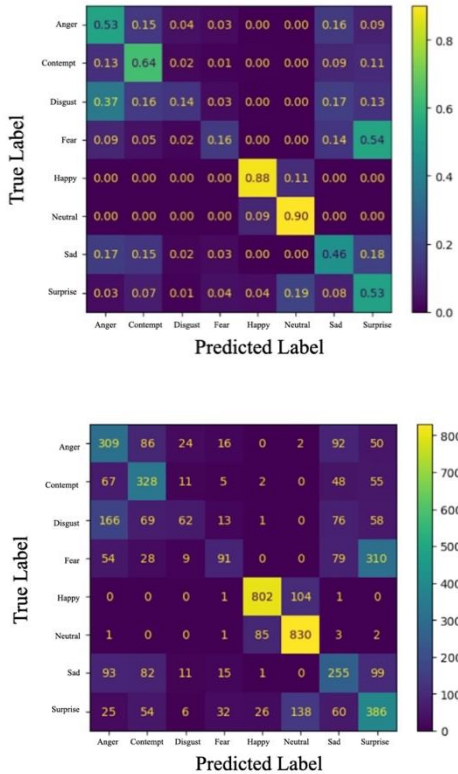 Anger 0.53 0.15 0.04 0.03 0.00 0.00 0.16 0.09
Contempt 0.13 0.64 0.02 0.01 0.00 0.00 0.09 0.11
Disgust 0.37 0.16 0.14 0.03 0.00 0.00 0.17 0.13
Fear 0.09 0.05 0.02 0.16 0.00 0.00 0.14 0.54
Happy 0.00 0.00 0.00 0.00 0.88 0.11 0.00 0.00
Neutral 0.00 0.00 0.00 0.00 0.09 0.90 0.00 0.00
Sad 0.17 0.15 0.02 0.03 0.00 0.00 0.46 0.18
Surprise 0.03 0.07 0.01 0.04 0.04 0.19 0.08 0.53
Anger Contempt Disgust Fear Happy Neutral Sad Surprise
Predicted Label
True Label
0.8
0.6
0.4
0.2
0.0
Anger 309 86 24 16 0 2 92 50
Contempt 67 328 11 5 2 0 48 55
Disgust 166 69 62 13 1 0 76 58
Fear 54 28 9 91 0 0 79 310
Happy 0 0 0 1 802 104 1 0
Neutral 1 0 0 1 85 830 3 2
Sad 93 82 11 15 1 0 255 99
Surprise 25 54 6 32 26 138 60 386
Anger Contempt Disgust Fear Happy Neutral Sad Surprise
Predicted Label
True Label
800
700
600
500
400
300
200
100
0